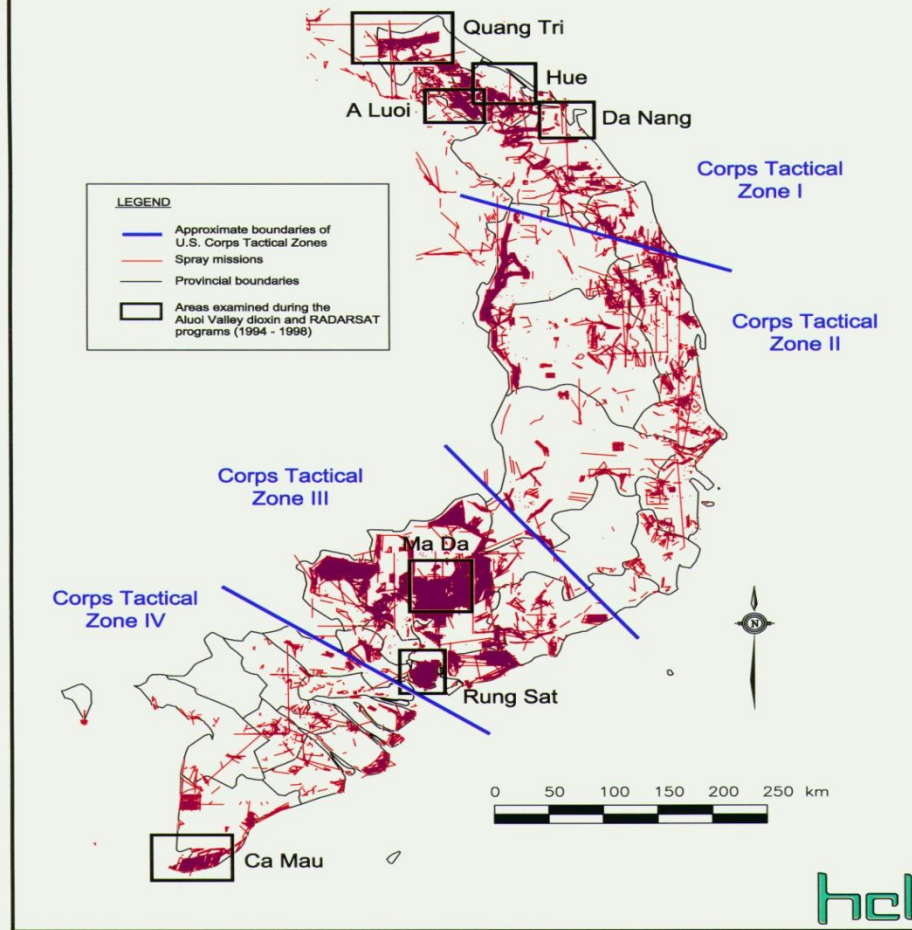 Quang Tri
Hue
A Luoi
Da Nang
Corps Tactical
Zone I
LEGEND
Approximate boundaries of
U.S. Corps Tactical Zones
Spray missions
Provincial boundaries
Areas examined during the
Aluoi Valley dioxin and RADARSAT
programs (1994 - 1998)
Corps Tactical
Zone II
Corps Tactical
Zone III
Ma Da
Corps Tactical
Zone IV
N
Rung Sat
0 50 100 150 200 250 km
Ca Mau